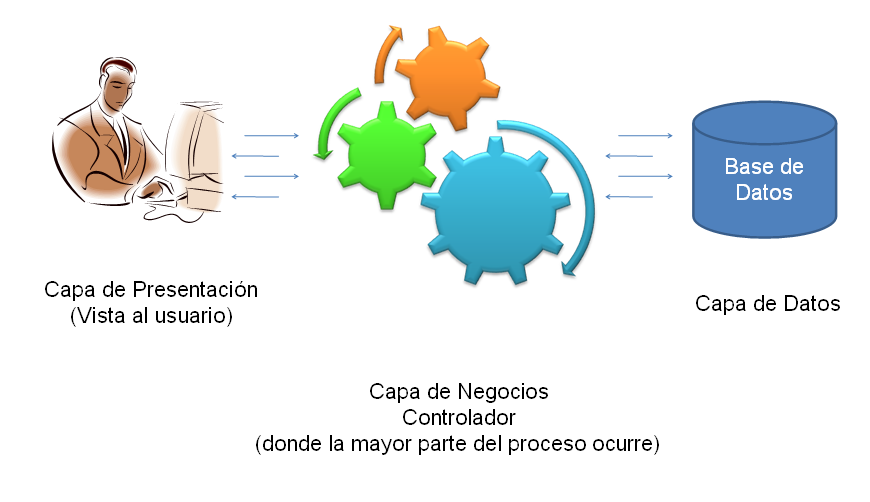 Base de
Datos
Capa de Presentación
(Vista al usuario)
Capa de Datos
Capa de Negocios
Controlador
(donde la mayor parte del proceso ocurre)